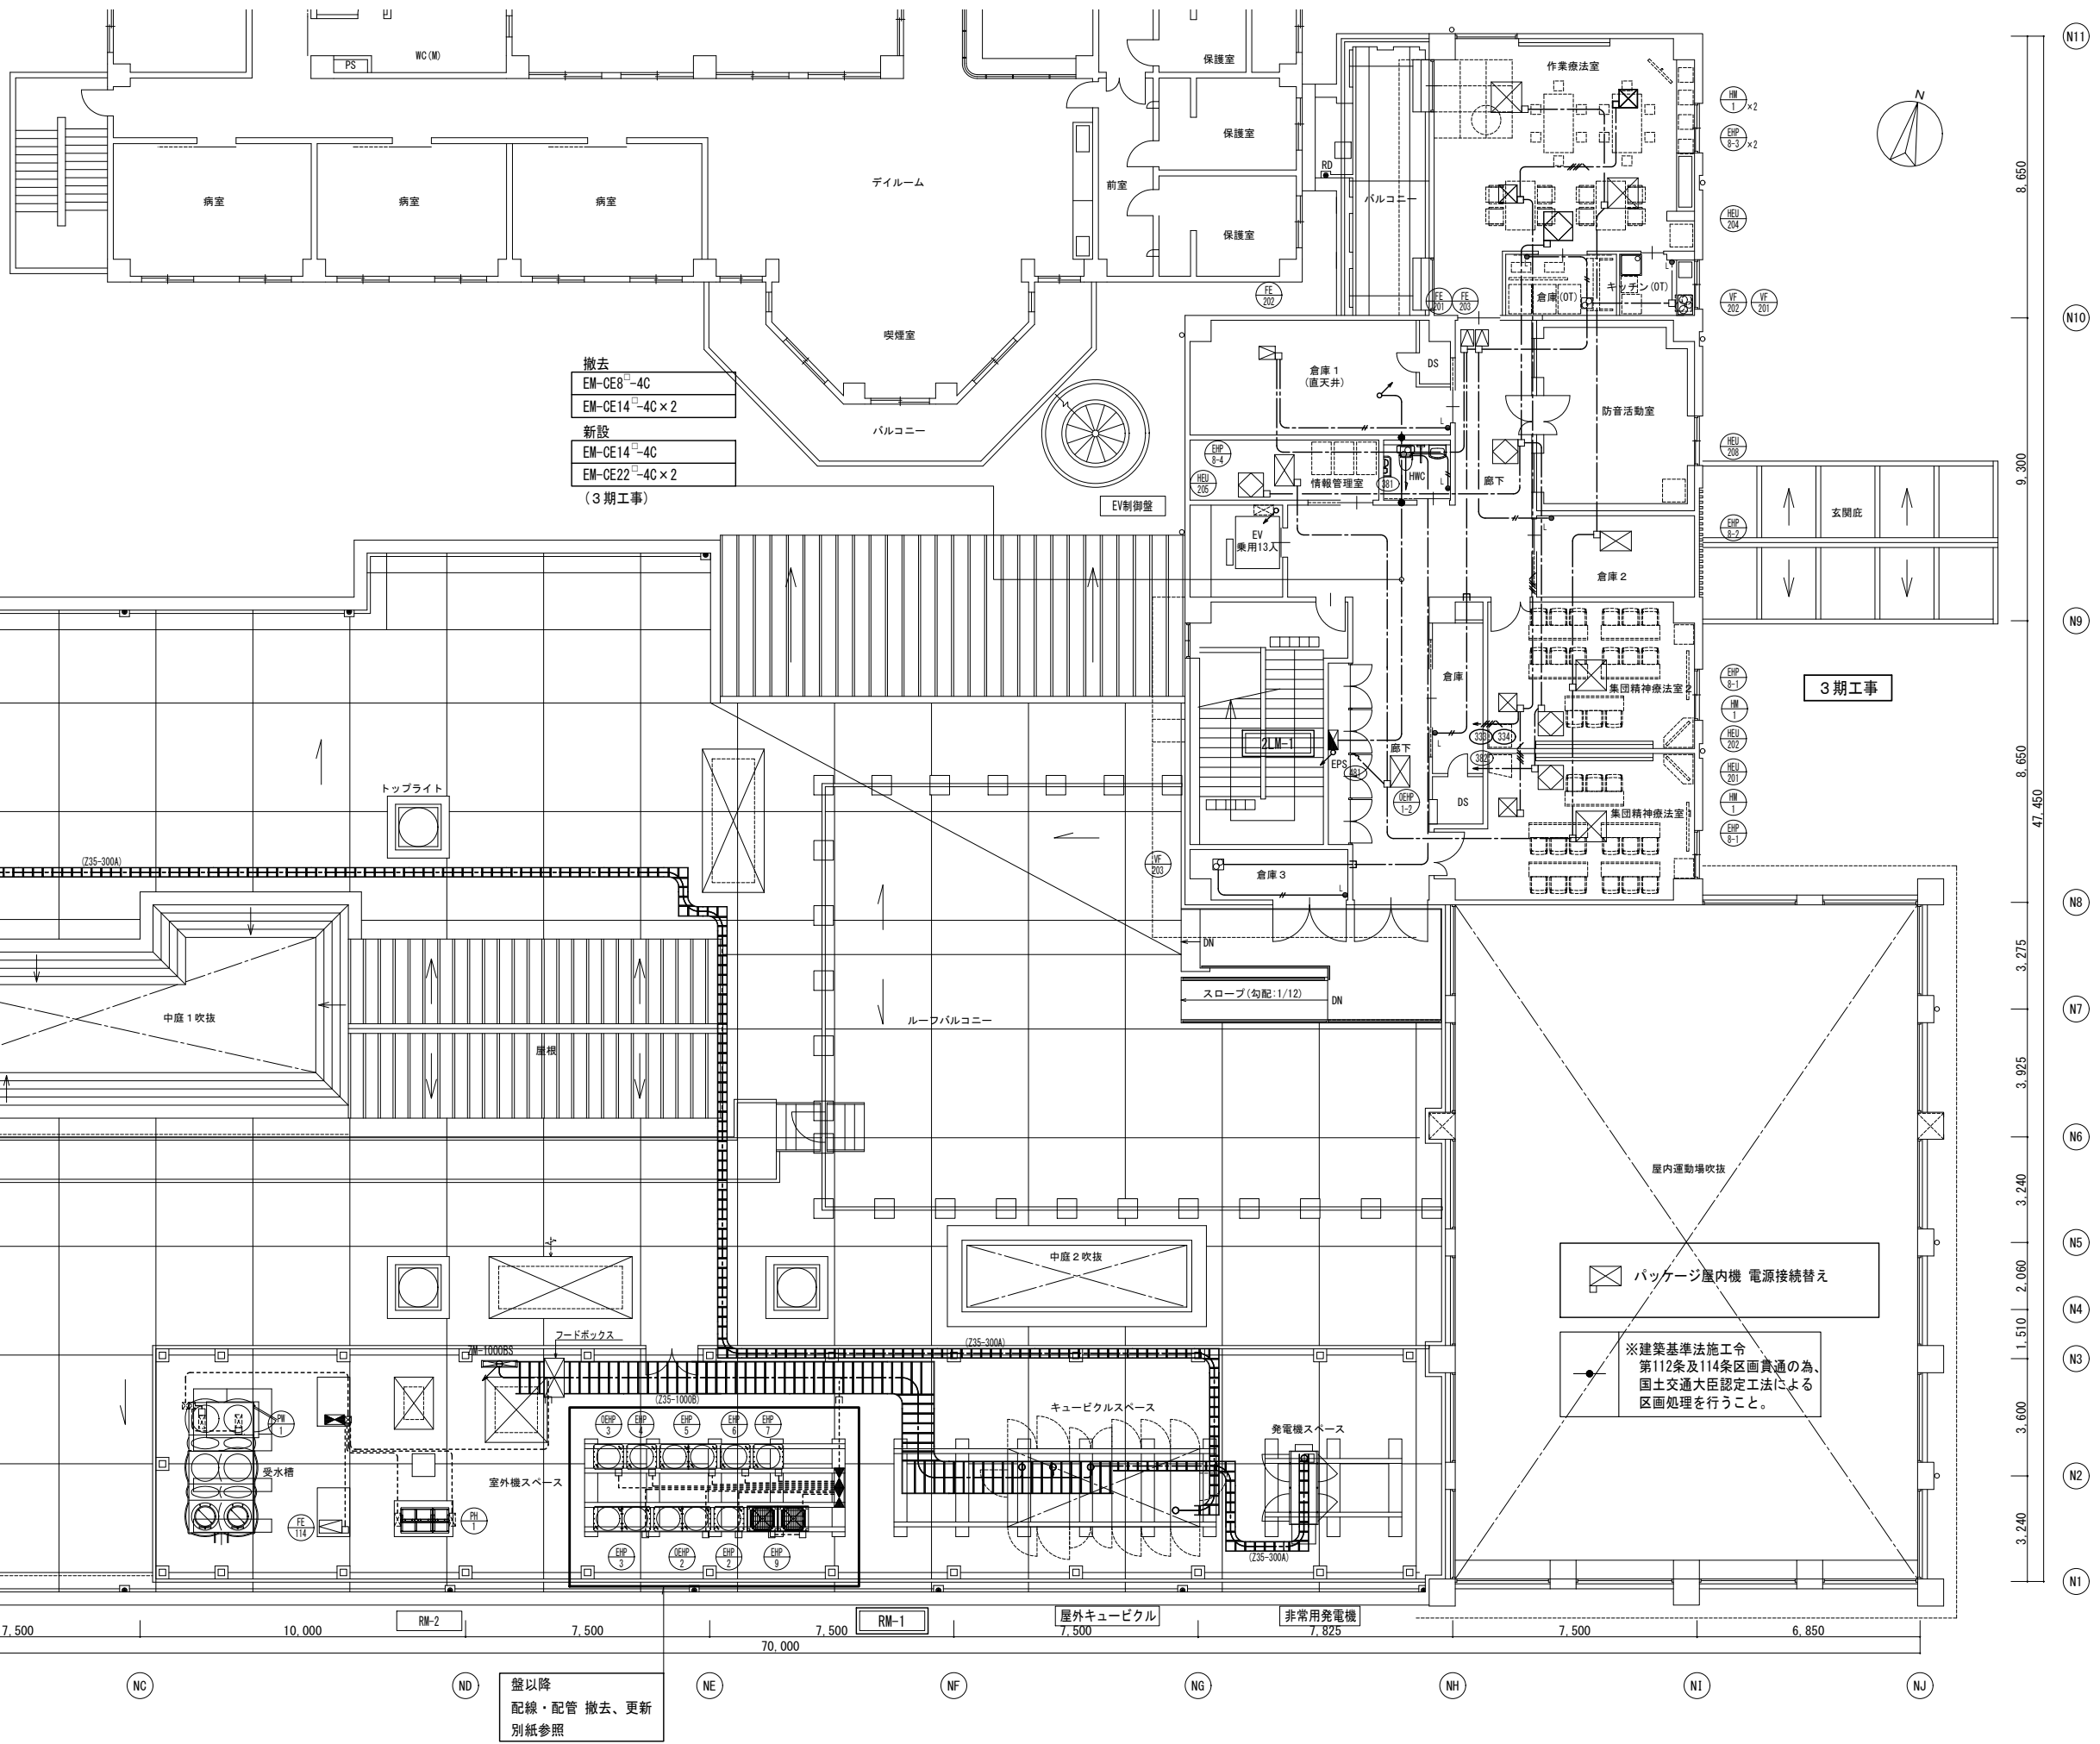 WC(M)
PS
保護室
作業療法室
N11
N
HM
1
×2
EHP
8-3
×2
保護室
RD
8,650
デイルーム
前室
病室
病室
病室
バルコニー
HEU
204
保護室
倉庫(OT)
キッチン(OT)
L
FE
202
FE
201
FE
203
VF
202
VF
201
N10
喫煙室
撤去
EM-CE8□-4C
EM-CE14□-4C×2
新設
EM-CE14□-4C
EM-CE22□-4C×2
(3期工事)
バルコニー
倉庫1
(直天井)
DS
L
防音活動室
EHP
8-4
HEU
205
情報管理室
381
HWC
L
廊下
HEU
208
9,300
EV制御盤
EV
乗用13人
L
EHP
8-2
玄関庇
倉庫2
N9
倉庫
集団精神療法室2
EHP
8-1
HM
1
HEU
202
3期工事
2LM-1
EPS
廊下
L
333
334
382
トップライト
481
OEHP
1-2
DS
集団精神療法室1
HEU
201
HM
1
EHP
8-1
8,650
47,450
(Z35-300A)
VF
203
倉庫3
L
N8
DN
3,275
スロープ(勾配:1/12)
DN
中庭1吹抜
ルーフバルコニー
N7
屋根
3,925
N6
屋内運動場吹抜
3,240
中庭2吹抜
N5
パッケージ屋内機 電源接続替え
2,060
N4
フードボックス
ZM-1000BS
(Z35-300A)
1,510
※建築基準法施工令
第112条及114条区画貫通の為、
国土交通大臣認定工法による
区画処理を行うこと。
N3
(Z35-1000B)
PW
1
OEHP
3
EHP
4
EHP
5
EHP
6
EHP
7
キュービクルスペース
発電機スペース
3,600
受水槽
室外機スペース
N2
FE
114
PH
1
EHP
3
OEHP
2
EHP
2
EHP
9
(Z35-300A)
3,240
N1
RM-2
RM-1
屋外キュービクル
非常用発電機
7,500
10,000
7,500
7,500
7,500
7,825
7,500
6,850
70,000
NC
ND
NE
NF
NG
NH
NI
NJ
盤以降
配線・配管 撤去、更新
別紙参照